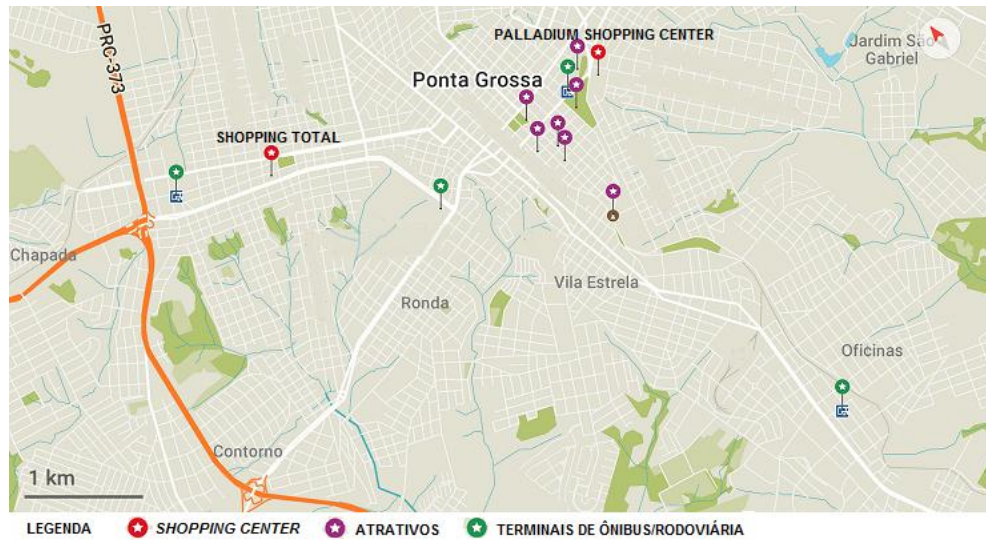 PRC-373
PALLADIUM SHOPPING CENTER
Jardim São
Gabriel
Ponta Grossa
SHOPPING TOTAL
Chapada
Vila Estrela
Ronda
Oficinas
Contorno
1 km
LEGENDA SHOPPING CENTER ATRATIVOS TERMINAIS DE ÔNIBUS/RODOVIÁRIA